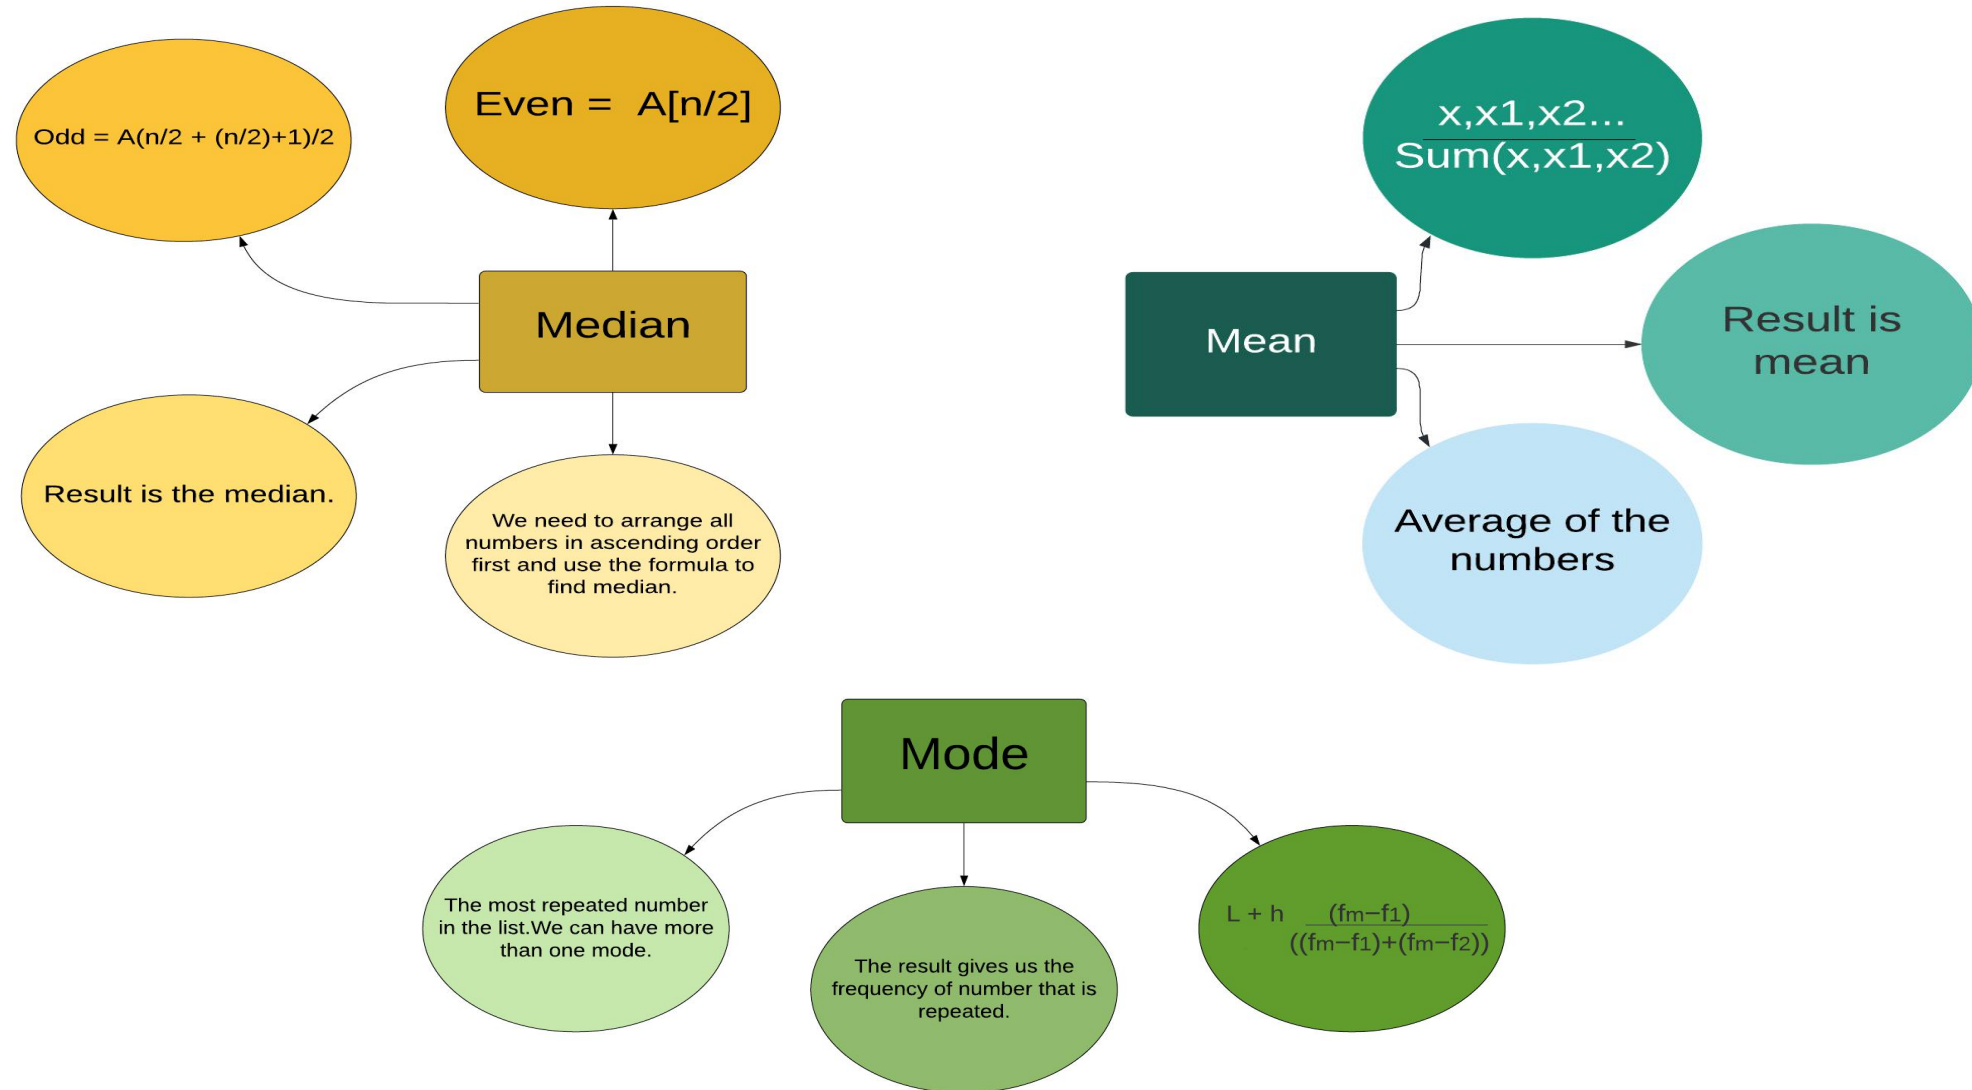 Odd = A(n/2 + (n/2)+1)/2
Even =  A[n/2]
Median
Result is the median.
We need to arrange all
numbers in ascending order
first and use the formula to
find median.
x,x1,x2...
Sum(x,x1,x2)
Mean
Result is
mean
Average of the
numbers
Mode
The most repeated number
in the list.We can have more
than one mode.
The result gives us the
frequency of number that is
repeated.
L + h (fm−f1)
((fm−f1)+(fm−f2))